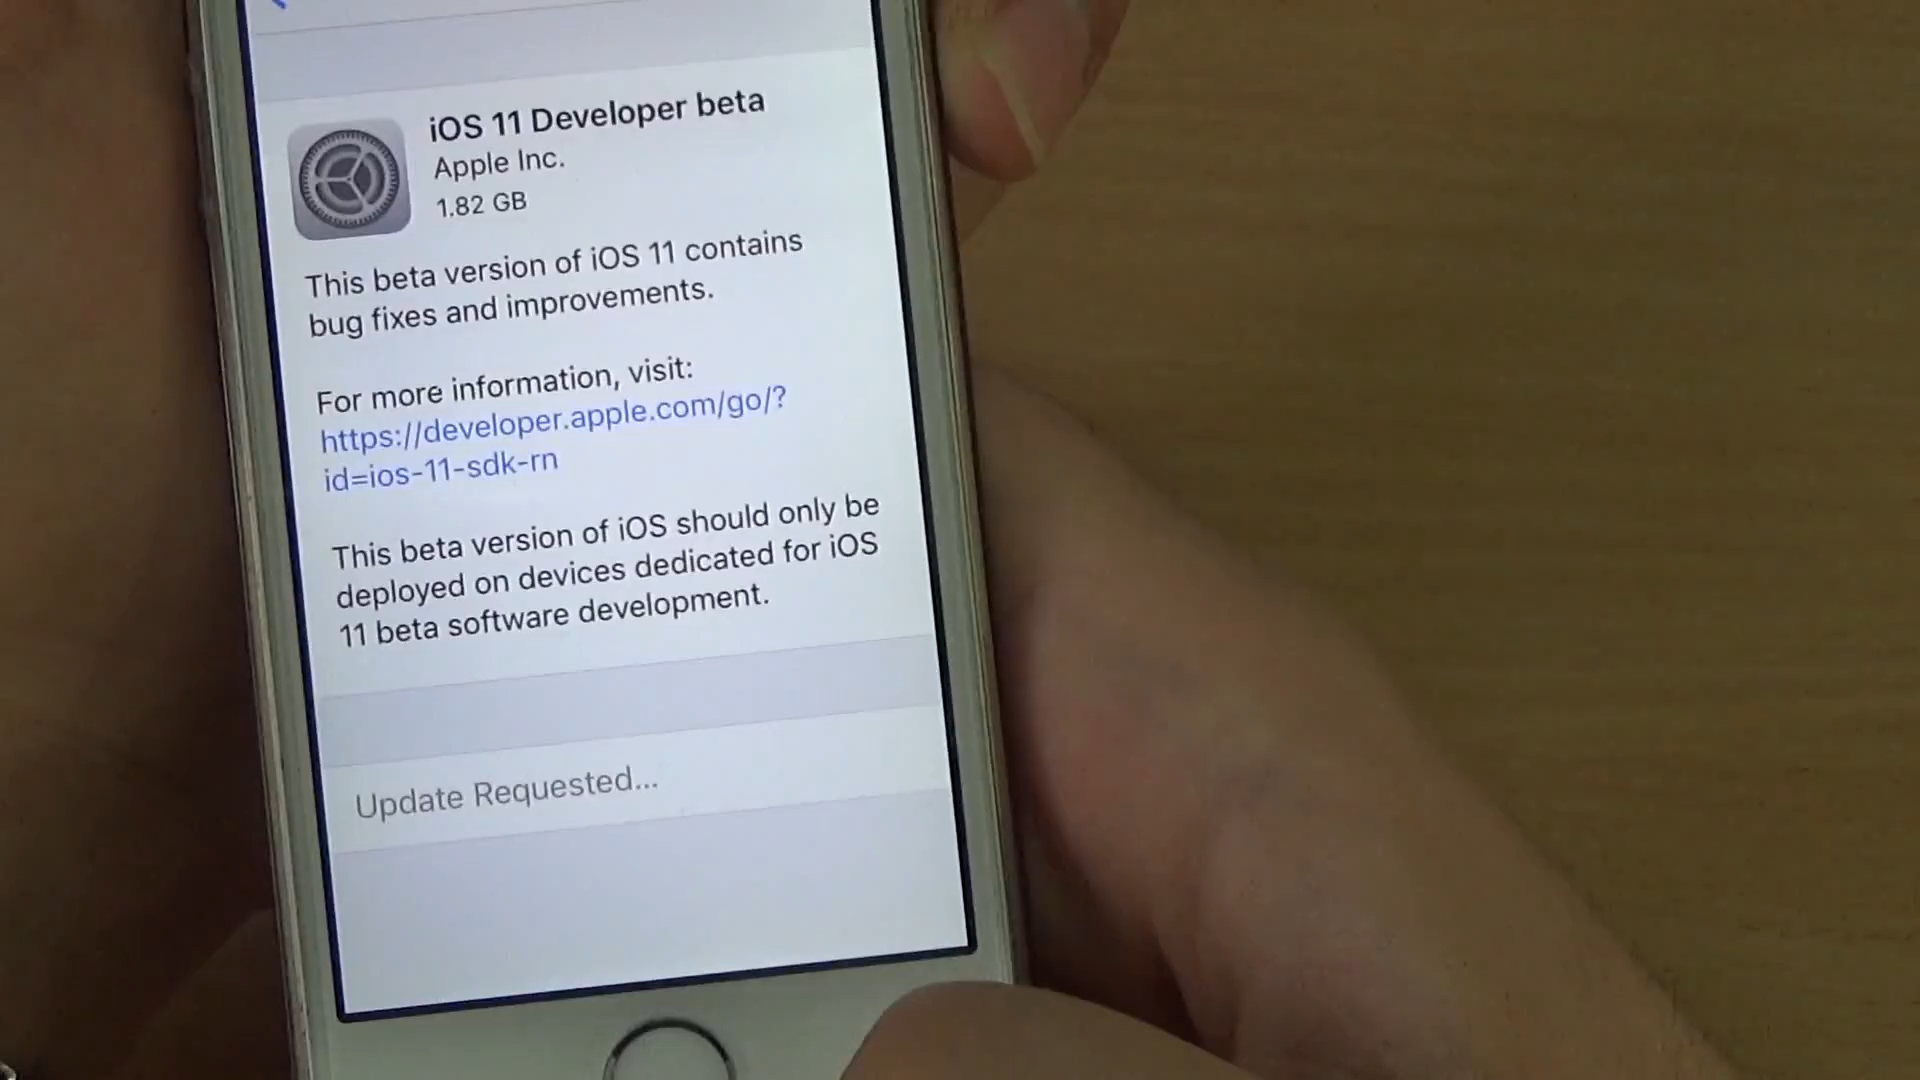 iOS 11 Developer beta
Apple Inc.
1.82 GB
This beta version of iOS 11 contains
bug fixes and improvements.
For more information, visit:
https://developer.apple.com/go/?
id=ios-11-sdk-rn
This beta version of iOS should only be
deployed on devices dedicated for iOS
11 beta software development.
Update Requested...